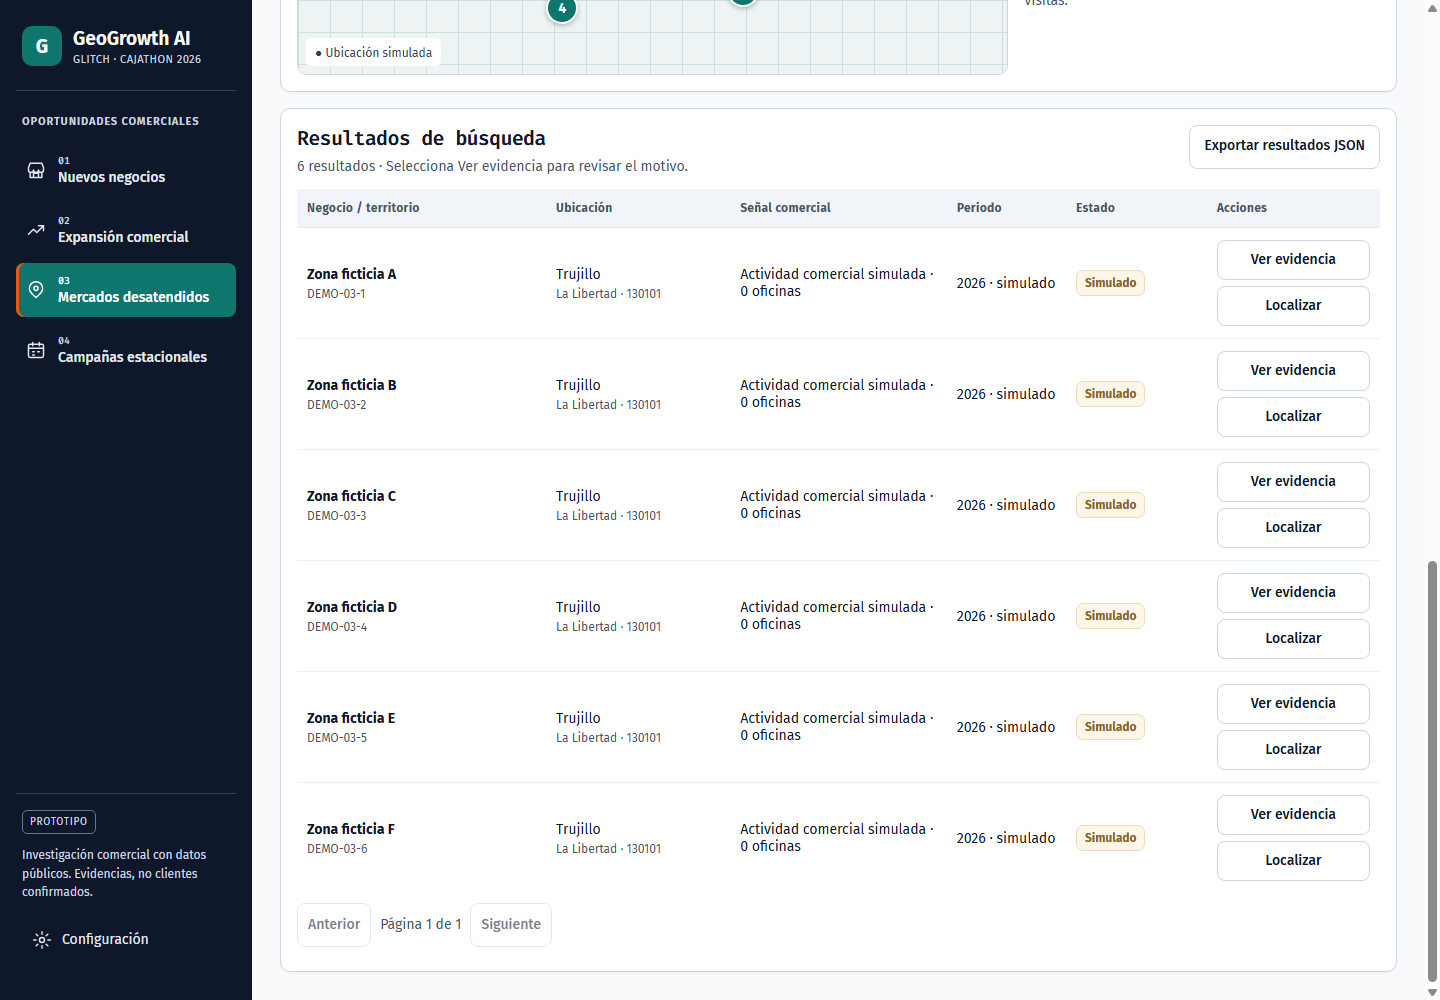 GeoGrowth AI
GLITCH · CAJATHON 2026
G
OPORTUNIDADES COMERCIALES
01
Nuevos negocios
02
Expansión comercial
03
Mercados desatendidos
04
Campañas estacionales
PROTOTIPO
Investigación comercial con datos
públicos. Evidencias, no clientes
confirmados.
Configuración
4
● Ubicación simulada
visitas.
Resultados de búsqueda
6 resultados · Selecciona Ver evidencia para revisar el motivo.
Exportar resultados JSON
Negocio / territorio Ubicación Señal comercial Periodo Estado Acciones
Zona ficticia A
DEMO-03-1
Trujillo
La Libertad · 130101
Actividad comercial simulada ·
0 oficinas
2026 · simulado
Simulado
Ver evidencia
Localizar
Zona ficticia B
DEMO-03-2
Trujillo
La Libertad · 130101
Actividad comercial simulada ·
0 oficinas
2026 · simulado
Simulado
Ver evidencia
Localizar
Zona ficticia C
DEMO-03-3
Trujillo
La Libertad · 130101
Actividad comercial simulada ·
0 oficinas
2026 · simulado
Simulado
Ver evidencia
Localizar
Zona ficticia D
DEMO-03-4
Trujillo
La Libertad · 130101
Actividad comercial simulada ·
0 oficinas
2026 · simulado
Simulado
Ver evidencia
Localizar
Zona ficticia E
DEMO-03-5
Trujillo
La Libertad · 130101
Actividad comercial simulada ·
0 oficinas
2026 · simulado
Simulado
Ver evidencia
Localizar
Zona ficticia F
DEMO-03-6
Trujillo
La Libertad · 130101
Actividad comercial simulada ·
0 oficinas
2026 · simulado
Simulado
Ver evidencia
Localizar
Anterior
Página 1 de 1
Siguiente